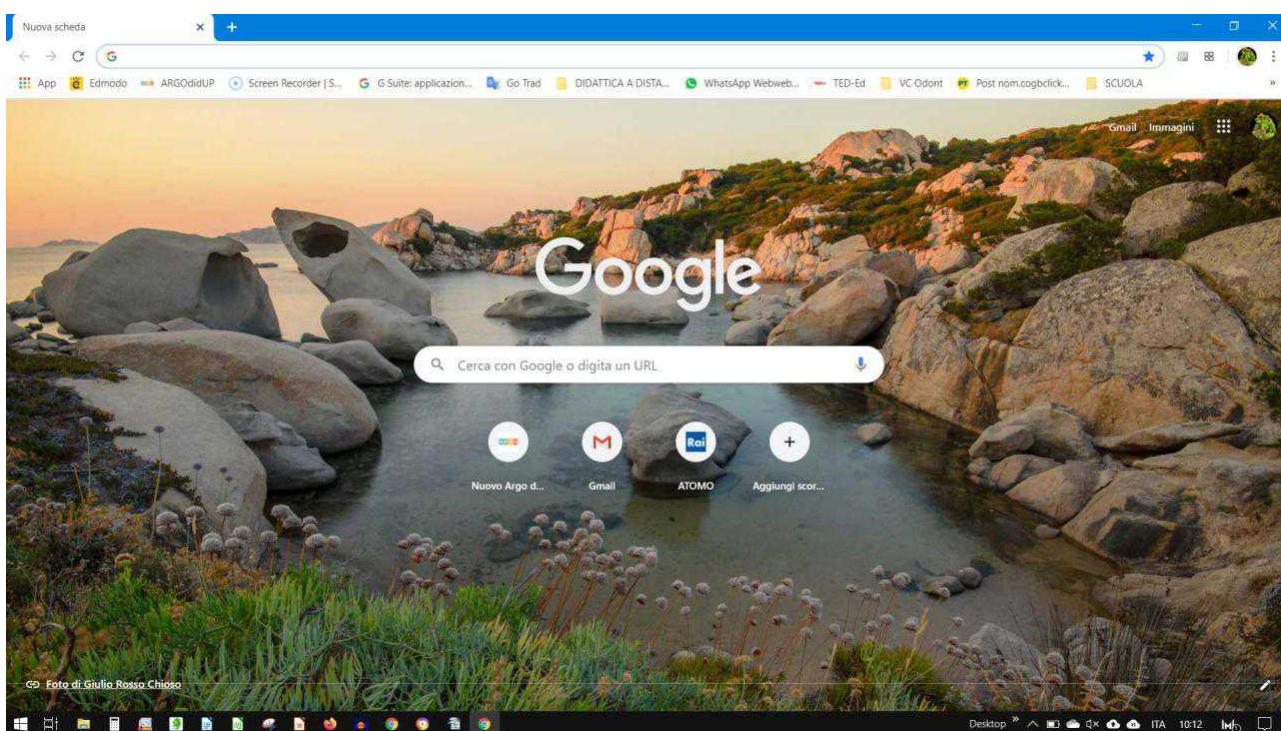 Nuova scheda
App Edmodo ARGOdidUP Screen Recorder | S... G Suite: applicazion... Go Trad DIDATTICA A DISTA... WhatsApp Webweb... TED-Ed VC Odont Post nom.cogbclick... SCUOLA »
Gmail Immagini
Google
Cerca con Google o digita un URL
Rai
Nuovo Argo d... Gmail ATOMO Aggiungi scor...
Foto di Giulio Rosso Chioso
Desktop » ITA 10:12